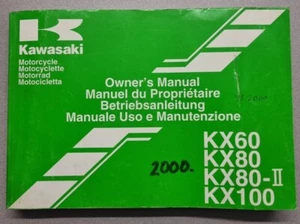 Kawasaki
Motorcycle
Motocyclette
Motorrad
Motocicletta
Owner's Manual
Manuel du Propriétaire
Betriebsanleitung
Manuale Uso e Manutenzione
KX60
KX80
KX80-II
KX100
2000-